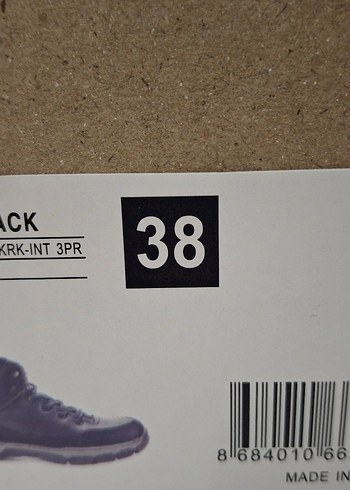 ACK
KRK-INT 3PR
38
8 684010 66
MADE IN